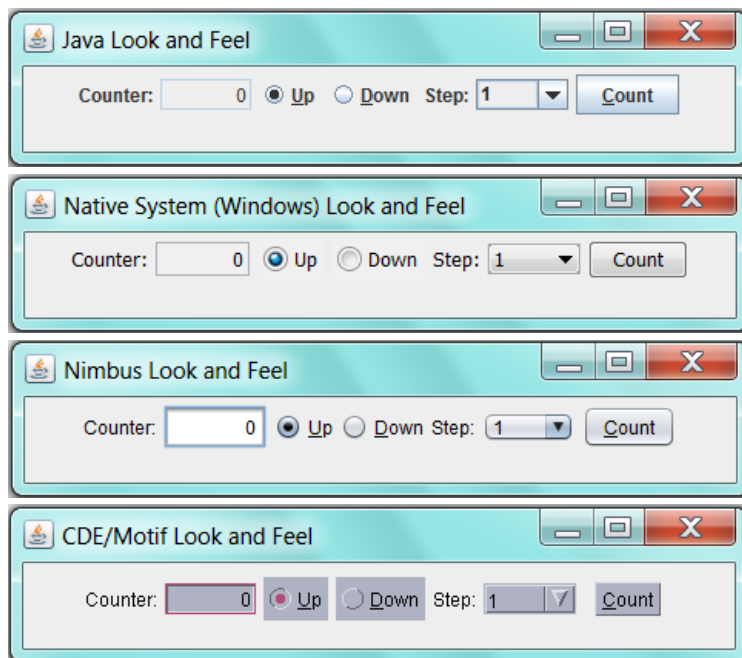 Java Look and Feel
Counter: 0 Up Down Step: 1 Count
Native System (Windows) Look and Feel
Counter: 0 Up Down Step: 1 Count
Nimbus Look and Feel
Counter: 0 Up Down Step: 1 Count
CDE/Motif Look and Feel
Counter: 0 Up Down Step: 1 Count